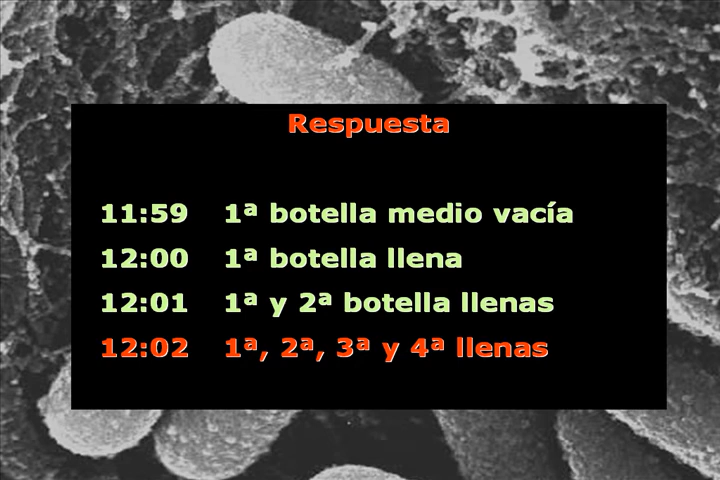 Respuesta
11:59 1ª botella medio vacía
12:00 1ª botella llena
12:01 1ª y 2ª botella llenas
12:02 1ª, 2ª, 3ª y 4ª llenas